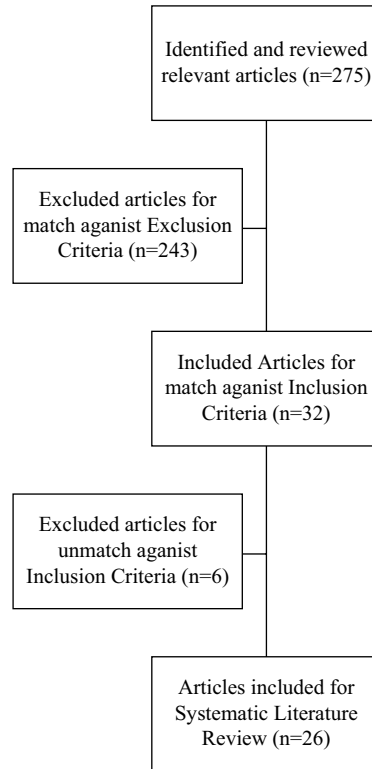 Identified and reviewed
relevant articles (n=275)
Excluded articles for
match aganist Exclusion
Criteria (n=243)
Included Articles for
match aganist Inclusion
Criteria (n=32)
Excluded articles for
unmatch aganist
Inclusion Criteria (n=6)
Articles included for
Systematic Literature
Review (n=26)